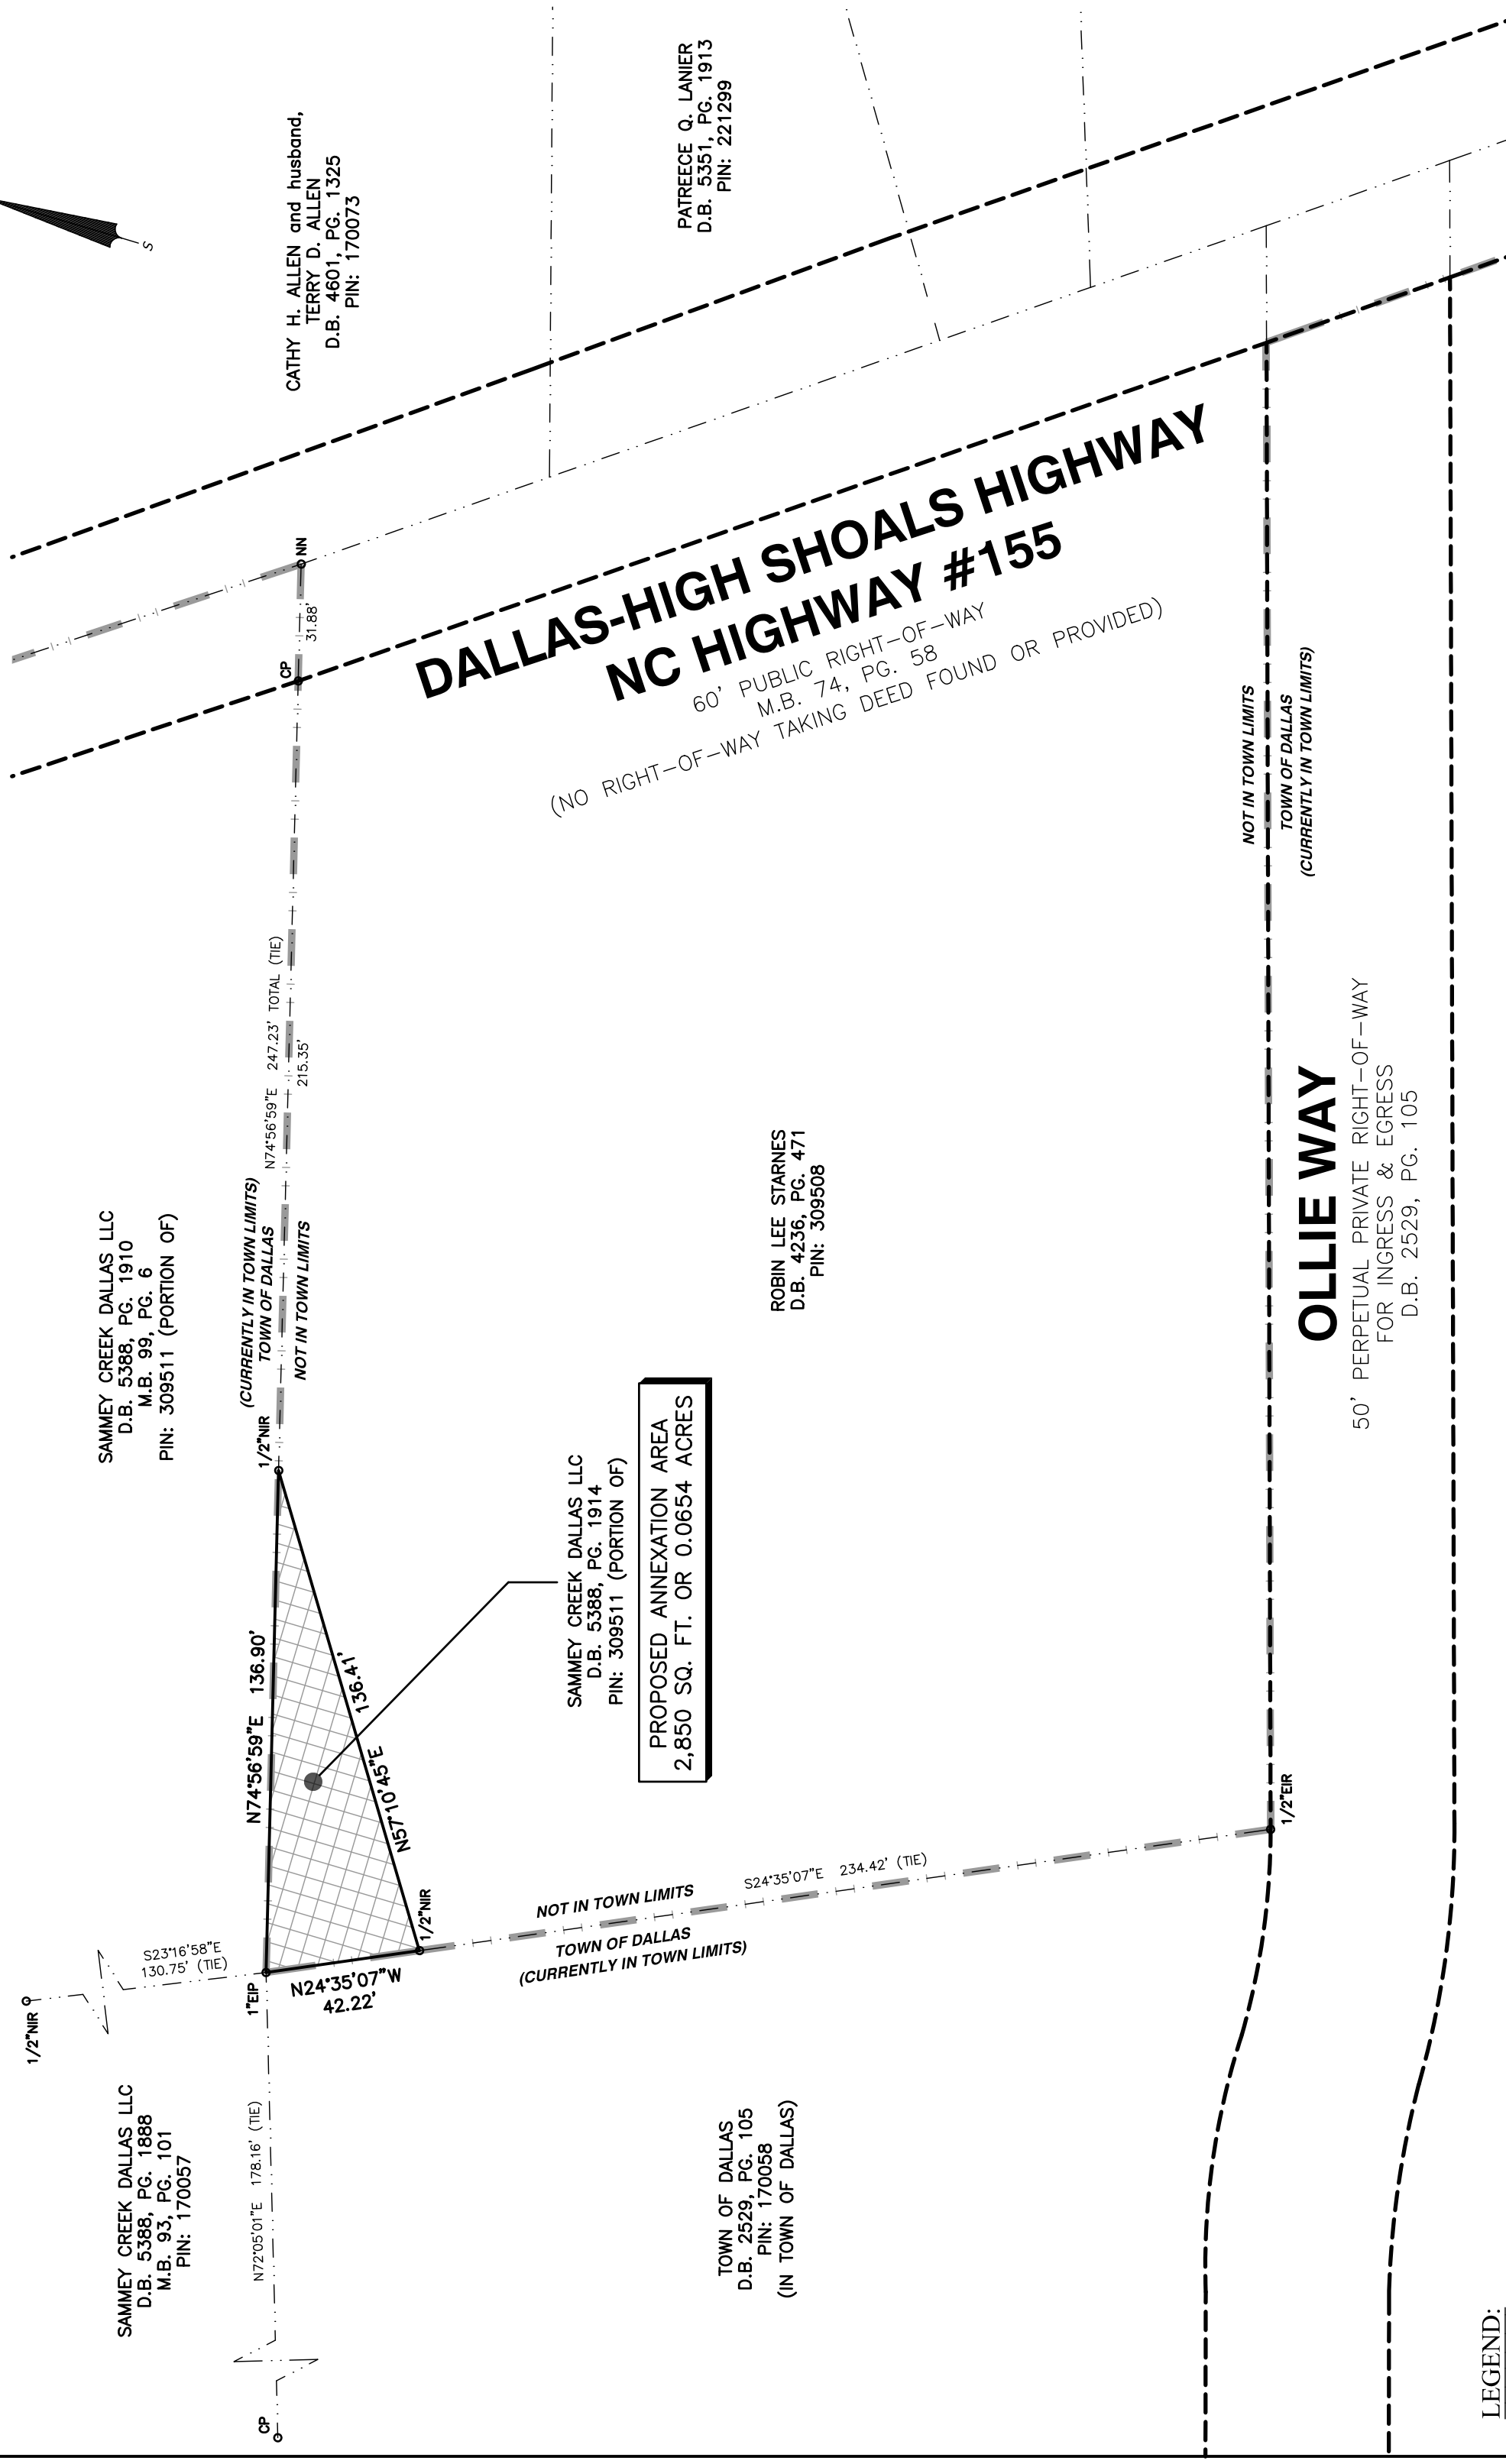 S
CATHY H. ALLEN and husband,
TERRY D. ALLEN
D.B. 4601, PG. 1325
PIN: 170073
PATREECE Q. LANIER
D.B. 5351, PG. 1913
PIN: 221299
NN
31.88'
CP
DALLAS-HIGH SHOALS HIGHWAY
NC HIGHWAY #155
60' PUBLIC RIGHT-OF-WAY
M.B. 74, PG. 58
(NO RIGHT-OF-WAY TAKING DEED FOUND OR PROVIDED)
SAMMEY CREEK DALLAS LLC
D.B. 5388, PG. 1910
M.B. 99, PG. 6
PIN: 309511 (PORTION OF)
(CURRENTLY IN TOWN LIMITS)
TOWN OF DALLAS
NOT IN TOWN LIMITS
N74°56'59"E 247.23' TOTAL (TIE)
215.35'
NOT IN TOWN LIMITS
TOWN OF DALLAS
(CURRENTLY IN TOWN LIMITS)
ROBIN LEE STARNES
D.B. 4236, PG. 471
PIN: 309508
OLLIE WAY
50' PERPETUAL PRIVATE RIGHT-OF-WAY
FOR INGRESS & EGRESS
D.B. 2529, PG. 105
1/2"NIR
N74°56'59"E 136.90'
N57°10'45"E 136.41'
SAMMEY CREEK DALLAS LLC
D.B. 5388, PG. 1914
PIN: 309511 (PORTION OF)
PROPOSED ANNEXATION AREA
2,850 SQ. FT. OR 0.0654 ACRES
1/2"NIR
S23°16'58"E
130.75' (TIE)
1"EIP
N24°35'07"W
42.22'
1/2"NIR
NOT IN TOWN LIMITS
TOWN OF DALLAS
(CURRENTLY IN TOWN LIMITS)
S24°35'07"E 234.42' (TIE)
1/2"EIR
SAMMEY CREEK DALLAS LLC
D.B. 5388, PG. 1888
M.B. 93, PG. 101
PIN: 170057
N72°05'01"E 178.16' (TIE)
CP
TOWN OF DALLAS
D.B. 2529, PG. 105
PIN: 170058
(IN TOWN OF DALLAS)
LEGEND: